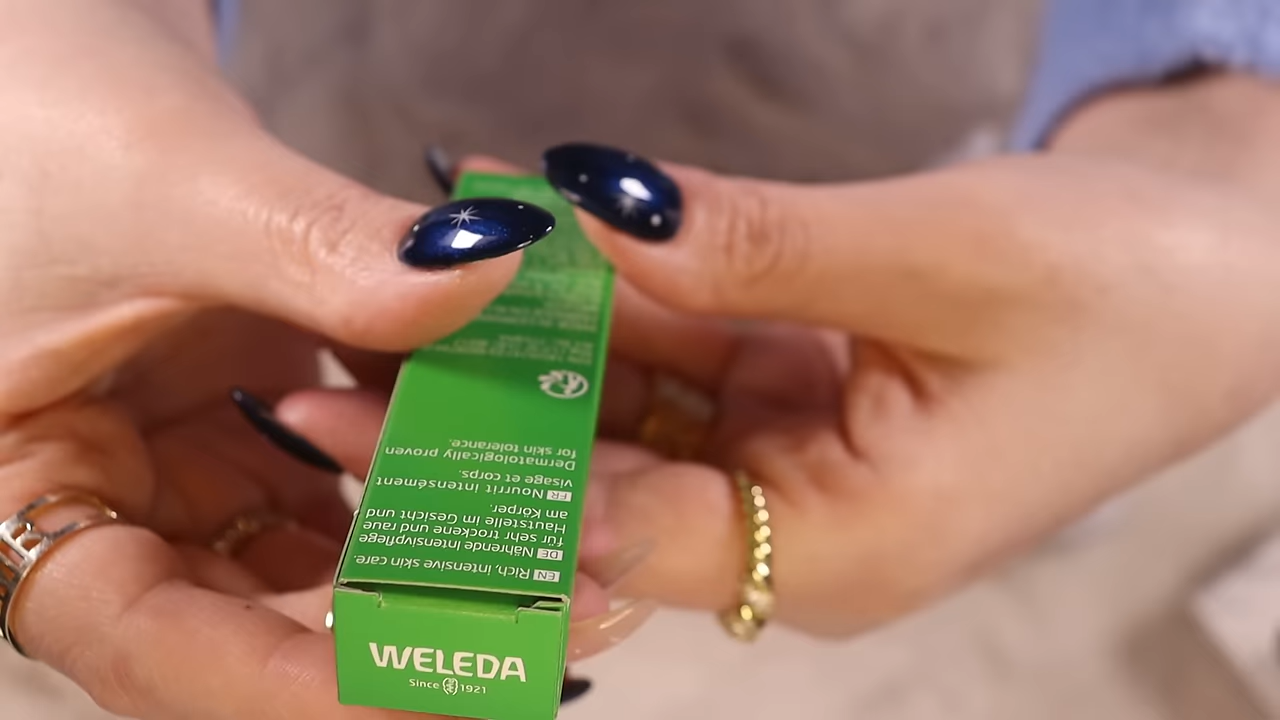 EN Rich, intensive skin care.
DE Nährende Intensivpflege
für sehr trockene und raue
Hautstelle im Gesicht und
am Körper.
FR Nourrit intensément
visage et corps.
Dermatologically proven
for skin tolerance.
WELEDA
Since 1921